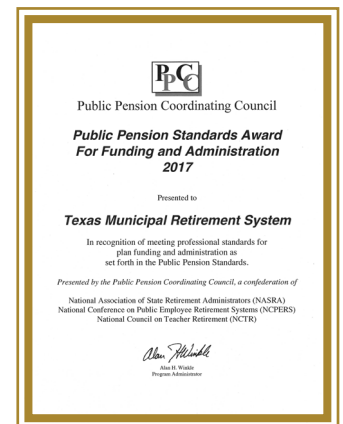 PPCC
Public Pension Coordinating Council
Public Pension Standards Award
For Funding and Administration
2017
Presented to
Texas Municipal Retirement System
In recognition of meeting professional standards for
plan funding and administration as
set forth in the Public Pension Standards.
Presented by the Public Pension Coordinating Council, a confederation of
National Association of State Retirement Administrators (NASRA)
National Conference on Public Employee Retirement Systems (NCPERS)
National Council on Teacher Retirement (NCTR)
Alan H. Winkle
Alan H. Winkle
Program Administrator